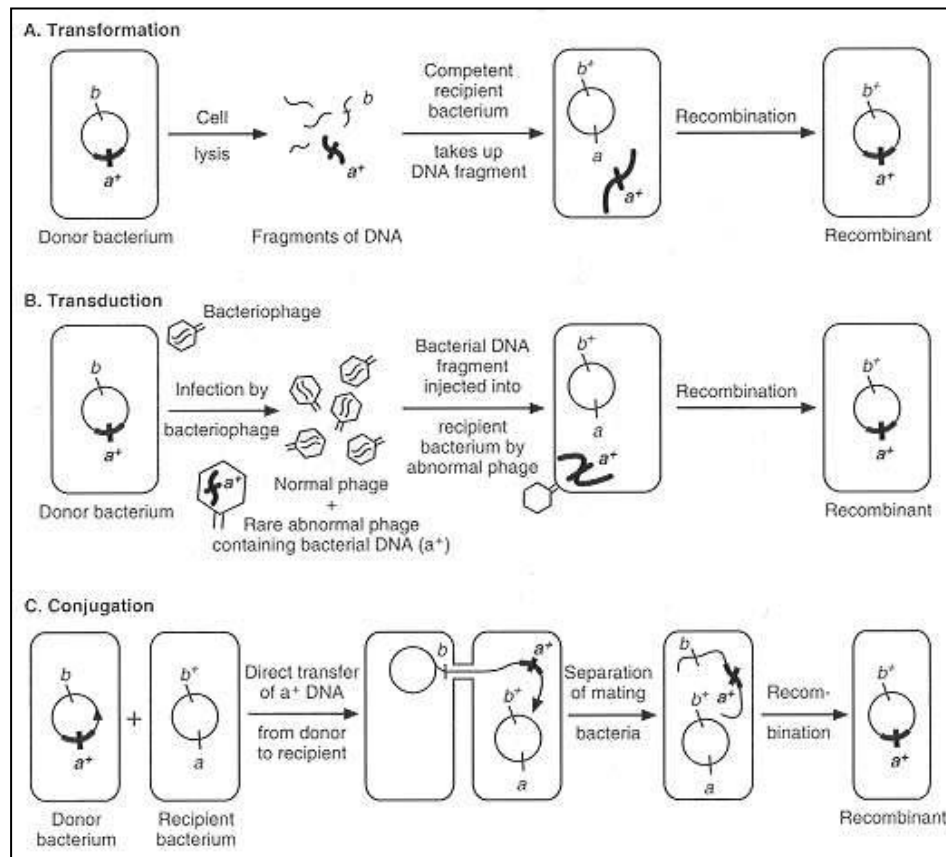 A. Transformation
b
a+
Donor bacterium
Cell
lysis
b
a+
Fragments of DNA
Competent
recipient
bacterium
takes up
DNA fragment
b+
a
a+
Recombination
b+
a+
Recombinant
B. Transduction
Bacteriophage
b
a+
Donor bacterium
Infection by
bacteriophage
a+
Normal phage
+
Rare abnormal phage
containing bacterial DNA (a+)
Bacterial DNA
fragment
injected into
recipient
bacterium by
abnormal phage
b+
a
a+
Recombination
b+
a+
Recombinant
C. Conjugation
b
a+
Donor
bacterium
+
b+
a
Recipient
bacterium
Direct transfer
of a+ DNA
from donor
to recipient
b
a+
b+
a
Separation
of mating
bacteria
b
a+
b+
a
Recom-
bination
b+
a+
Recombinant